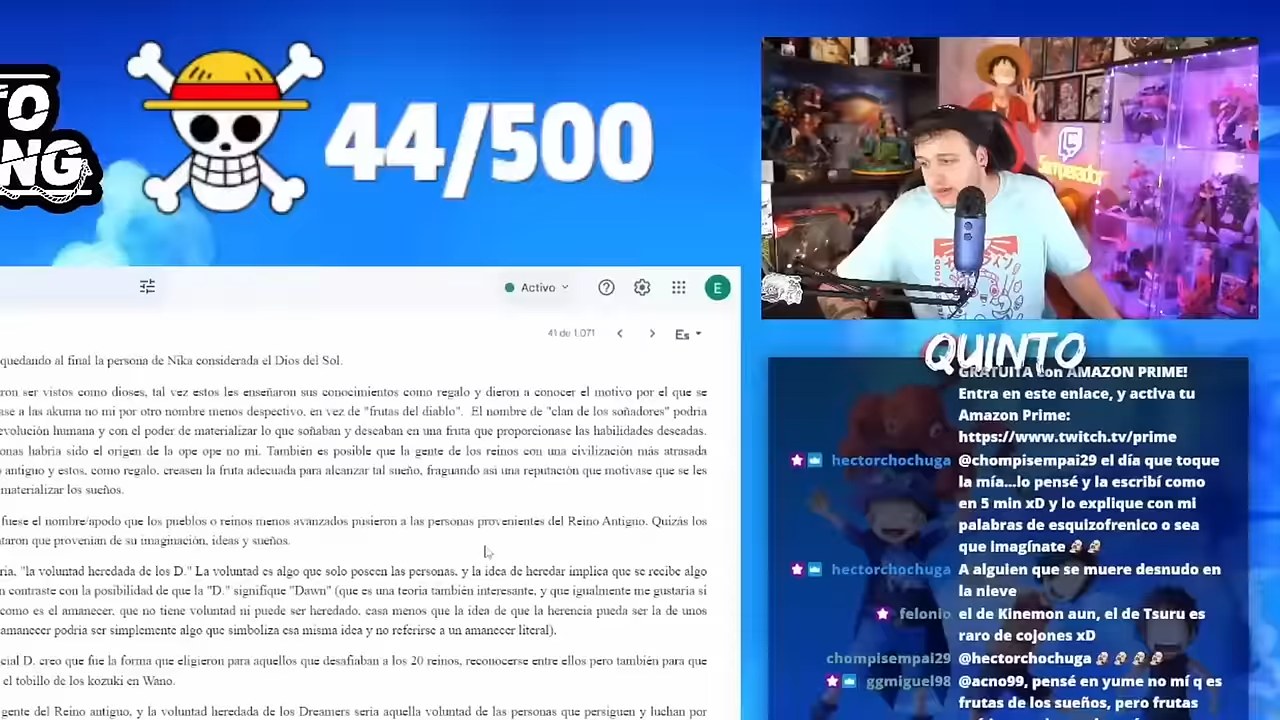 TO
NG
44/500
Activo
E
41 de 1.071
Es
quedando al final la persona de Nika considerada el Dios del Sol.
ron ser vistos como dioses, tal vez estos les enseñaron sus conocimientos como regalo y dieron a conocer el motivo por el que se
ase a las akuma no mi por otro nombre menos despectivo, en vez de "frutas del diablo". El nombre de "clan de los soñadores" podría
evolución humana y con el poder de materializar lo que soñaban y deseaban en una fruta que proporcionase las habilidades deseadas.
onas habría sido el origen de la ope ope no mi. También es posible que la gente de los reinos con una civilización más atrasada
antiguo y estos, como regalo, creasen la fruta adecuada para alcanzar tal sueño, fraguando así una reputación que motivase que se les
materializar los sueños.
fuese el nombre/apodo que los pueblos o reinos menos avanzados pusieron a las personas provenientes del Reino Antiguo. Quizás los
taron que provenían de su imaginación, ideas y sueños.
ria, "la voluntad heredada de los D." La voluntad es algo que solo poseen las personas, y la idea de heredar implica que se recibe algo
n contraste con la posibilidad de que la "D." signifique "Dawn" (que es una teoría también interesante, y que igualmente me gustaría si
como es el amanecer, que no tiene voluntad ni puede ser heredado, casa menos que la idea de que la herencia pueda ser la de unos
amanecer podría ser simplemente algo que simboliza esa misma idea y no referirse a un amanecer literal).
cial D. creo que fue la forma que eligieron para aquellos que desafiaban a los 20 reinos, reconocerse entre ellos pero también para que
el tobillo de los kozuki en Wano.
gente del Reino antiguo, y la voluntad heredada de los Dreamers sería aquella voluntad de las personas que persiguen y luchan por
QUINTO
GRATUITA con AMAZON PRIME!
Entra en este enlace, y activa tu
Amazon Prime:
https://www.twitch.tv/prime
hectorchochuga @chompisempai29 el día que toque
la mía...lo pensé y la escribí como
en 5 min xD y lo explique con mi
palabras de esquizofrenico o sea
que imagínate
hectorchochuga A alguien que se muere desnudo en
la nieve
felonio el de Kinemon aun, el de Tsuru es
raro de cojones xD
chompisempai29 @hectorchochuga
ggmiguel98 @acno99, pensé en yume no mí q es
frutas de los sueños, pero frutas